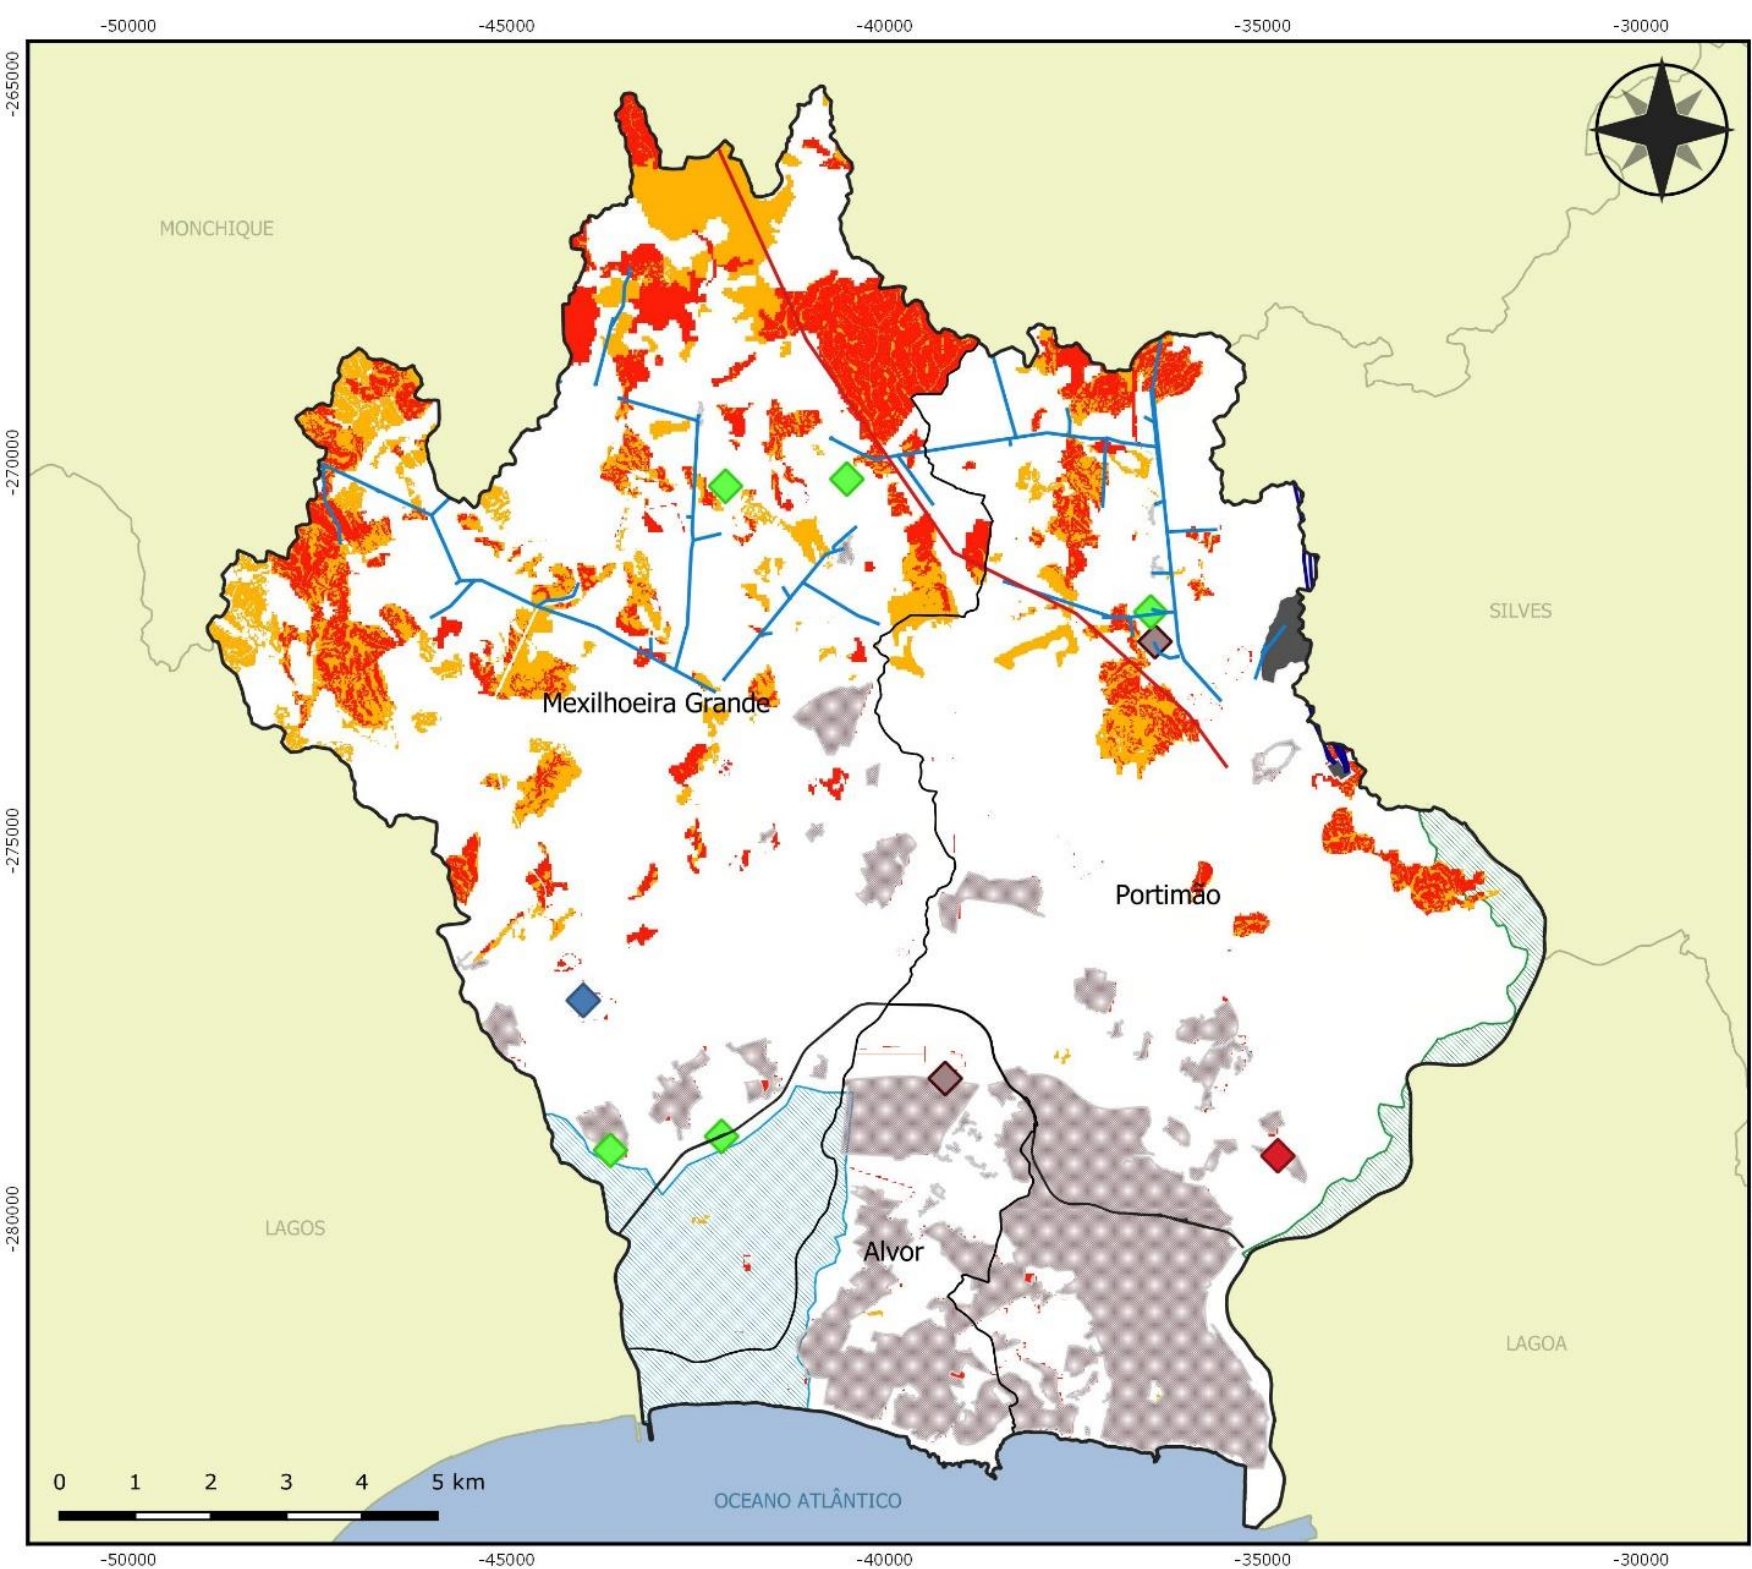 -50000 -45000 -40000 -35000 -30000
-265000
MONCHIQUE
-270000
SILVES
Mexilhoeira Grande
-275000
Portimão
-280000
LAGOS
Alvor
LAGOA
0 1 2 3 4 5 km
OCEANO ATLÂNTICO
-50000 -45000 -40000 -35000 -30000